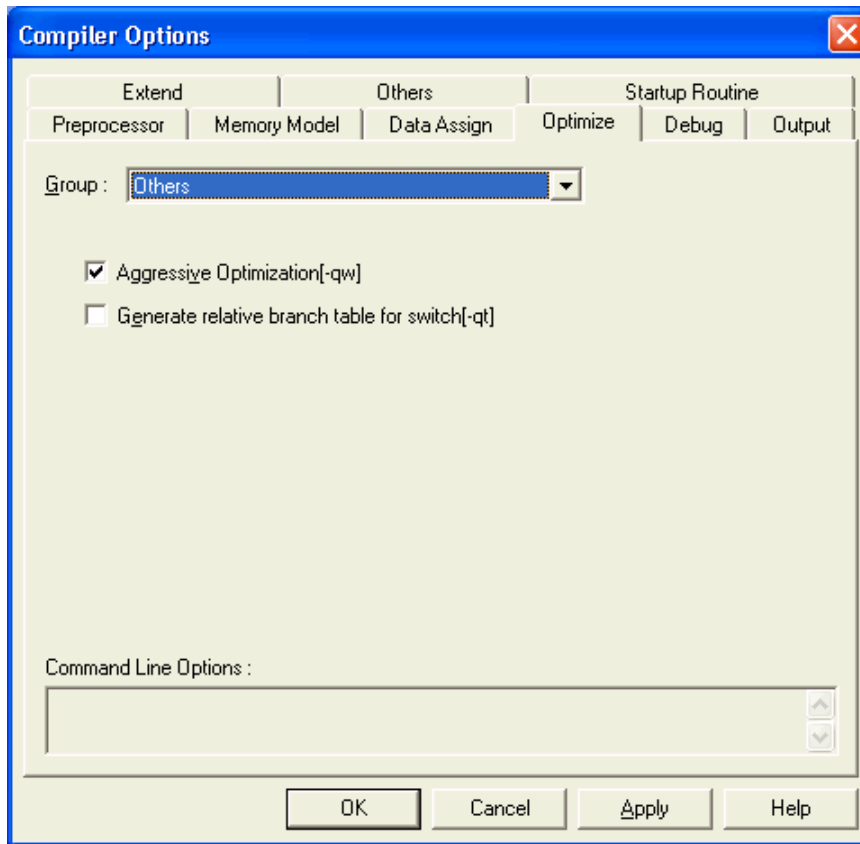 Compiler Options
Extend Others Startup Routine
Preprocessor Memory Model Data Assign Optimize Debug Output
Group : Others
Aggressive Optimization[-qw]
Generate relative branch table for switch[-qt]
Command Line Options :
OK Cancel Apply Help